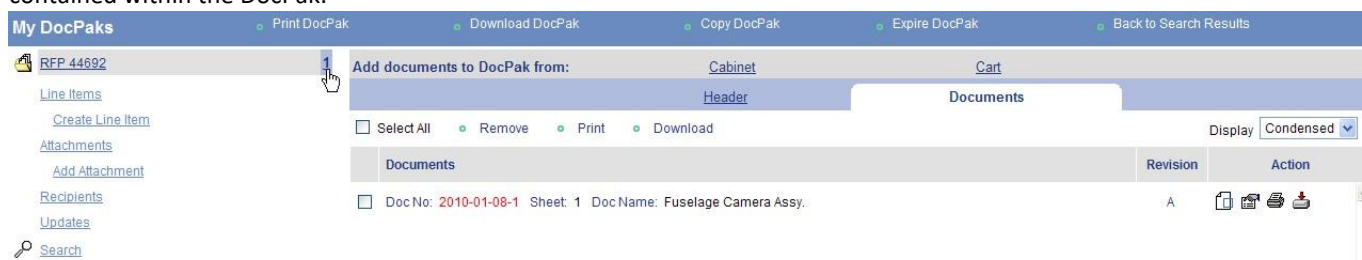 contained within the DocPak.
My DocPaks Print DocPak Download DocPak Copy DocPak Expire DocPak Back to Search Results
RFP 44692 1 Add documents to DocPak from: Cabinet Cart
Header Documents
Line Items
Create Line Item
Select All Remove Print Download Display Condensed
Attachments
Add Attachment
Documents Revision Action
Recipients
Doc No: 2010-01-08-1 Sheet: 1 Doc Name: Fuselage Camera Assy. A
Updates
Search